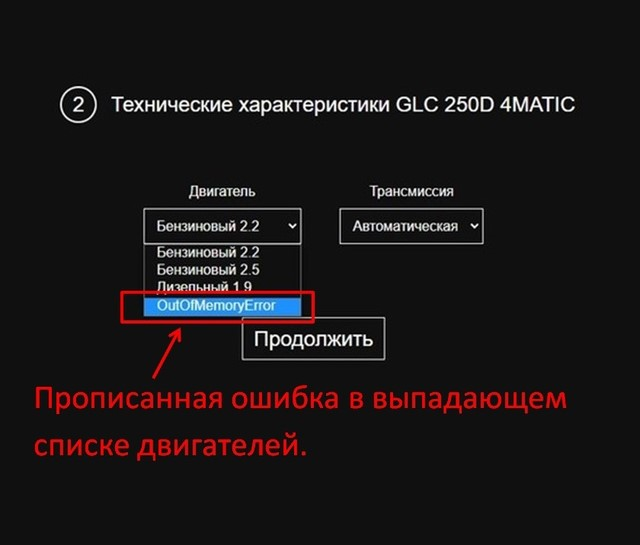 2 Технические характеристики GLC 250D 4MATIC
Двигатель Трансмиссия
Бензиновый 2.2 Автоматическая
Бензиновый 2.2
Бензиновый 2.5
Дизельный 1.9
OutOfMemoryError
Продолжить
Прописанная ошибка в выпадающем
списке двигателей.